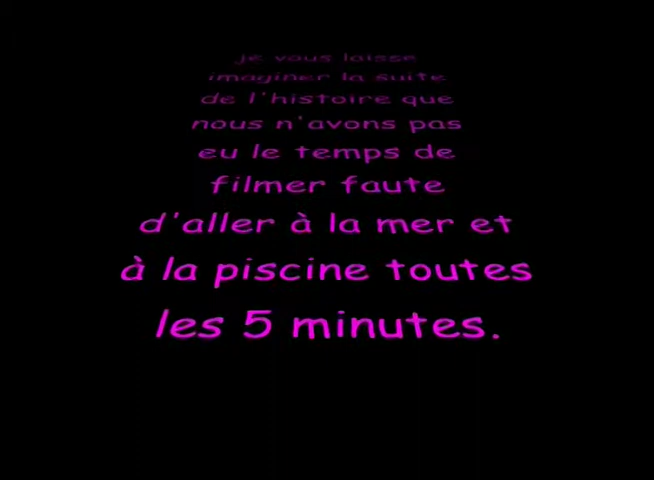 je vous laisse
imaginer la suite
de l'histoire que
nous n'avons pas
eu le temps de
filmer faute
d'aller à la mer et
à la piscine toutes
les 5 minutes.